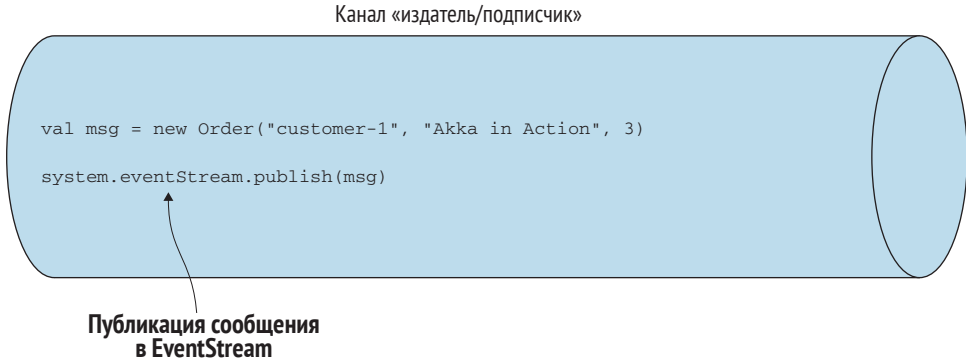 Канал «издатель/подписчик»
val msg = new Order("customer-1", "Akka in Action", 3)
system.eventStream.publish(msg)
Публикация сообщения
в EventStream